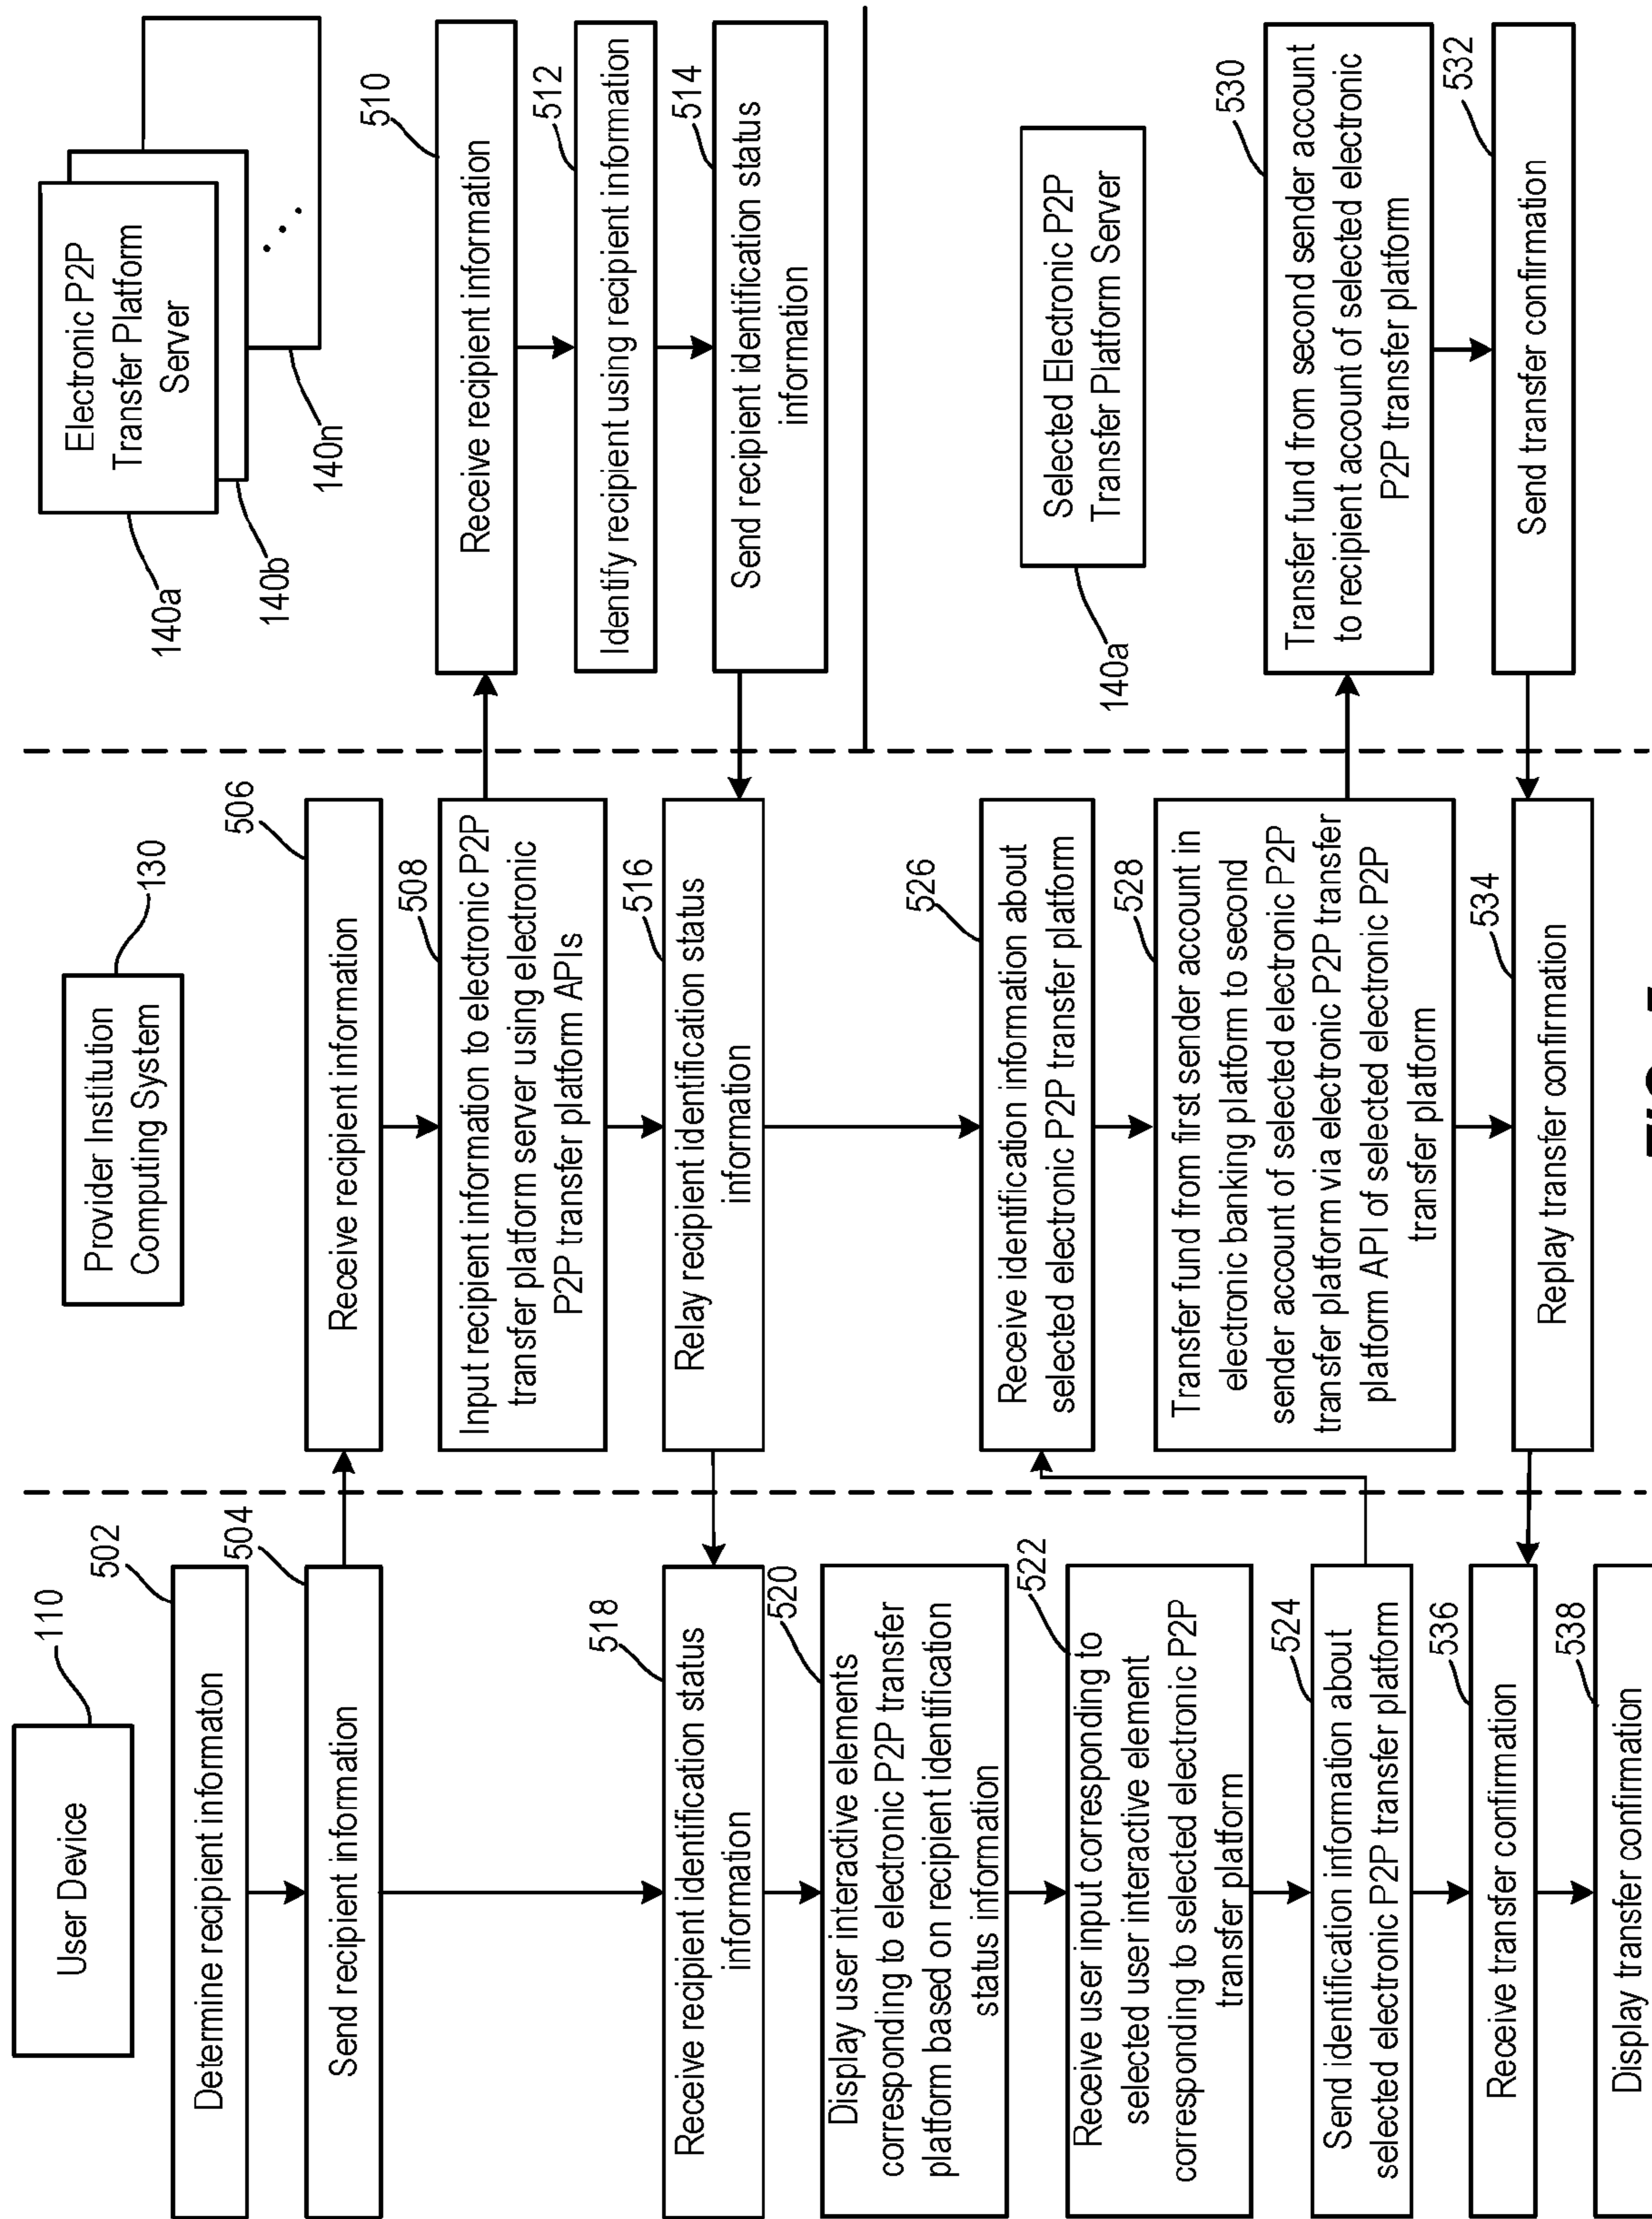 User Device
110
Determine recipient informaton
502
Send recipient information
504
Receive recipient identification status
information
518
Display user interactive elements
corresponding to electronic P2P transfer
platform based on recipient identification
status information
520
Receive user input corresponding to
selected user interactive element
corresponding to selected electronic P2P
transfer platform
522
Send identification information about
selected electronic P2P transfer platform
524
Receive transfer confirmation
536
Display transfer confirmation
538
Provider Institution
Computing System
130
Receive recipient information
506
Input recipient information to electronic P2P
transfer platform server using electronic
P2P transfer platform APIs
508
Relay recipient identification status
information
516
Receive identification information about
selected electronic P2P transfer platform
526
Transfer fund from first sender account in
electronic banking platform to second
sender account of selected electronic P2P
transfer platform via electronic P2P transfer
platform API of selected electronic P2P
transfer platform
528
Replay transfer confirmation
534
Electronic P2P
Transfer Platform
Server
140a
140b
140n
Receive recipient information
510
Identify recipient using recipient information
512
Send recipient identification status
information
514
Selected Electronic P2P
Transfer Platform Server
140a
Transfer fund from second sender account
to recipient account of selected electronic
P2P transfer platform
530
Send transfer confirmation
532